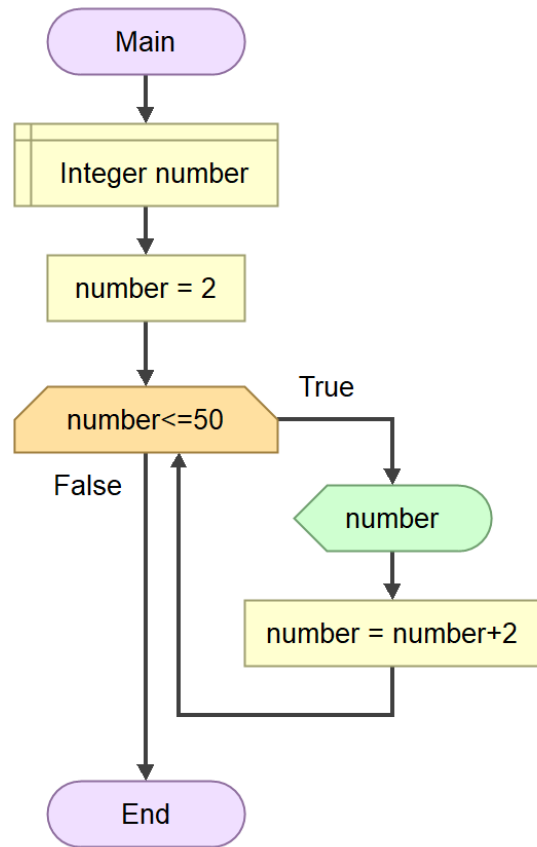 Main
Integer number
number = 2
number<=50
True
False
number
number = number+2
End